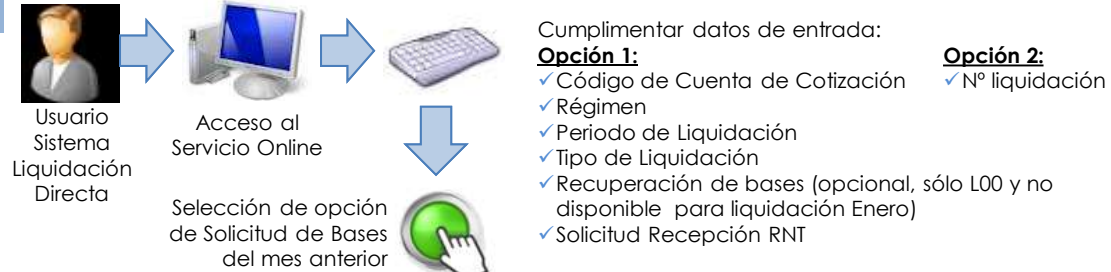 Usuario
Sistema
Liquidación
Directa
Acceso al
Servicio Online
Selección de opción
de Solicitud de Bases
del mes anterior
Cumplimentar datos de entrada:
Opción 1:
✓Código de Cuenta de Cotización
✓Régimen
✓Periodo de Liquidación
✓Tipo de Liquidación
✓Recuperación de bases (opcional, sólo L00 y no
disponible para liquidación Enero)
✓Solicitud Recepción RNT
Opción 2:
✓Nº liquidación